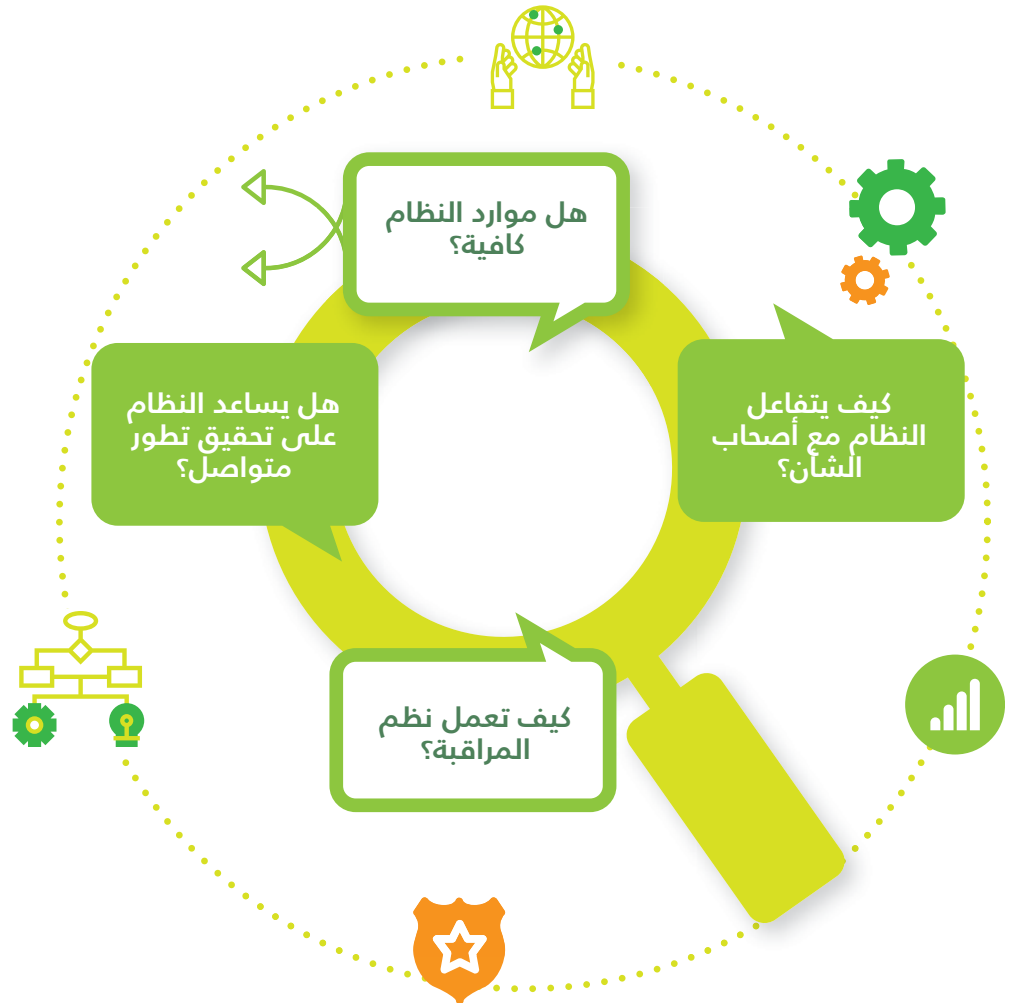 هل موارد النظام
كافية؟
كيف يتفاعل
النظام مع أصحاب
الشأن؟
هل يساعد النظام
على تحقيق تطور
متواصل؟
كيف تعمل نظم
المراقبة؟